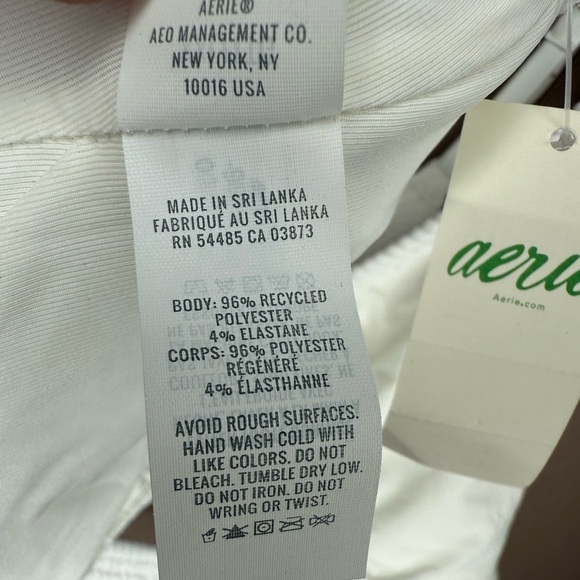 AERIE®
AEO MANAGEMENT CO.
NEW YORK, NY
10016 USA
MADE IN SRI LANKA
FABRIQUÉ AU SRI LANKA
RN 54485 CA 03873
BODY: 96% RECYCLED
POLYESTER
4% ELASTANE
CORPS: 96% POLYESTER
RÉGÉNÉRÉ
4% ÉLASTHANNE
AVOID ROUGH SURFACES.
HAND WASH COLD WITH
LIKE COLORS. DO NOT
BLEACH. TUMBLE DRY LOW.
DO NOT IRON. DO NOT
WRING OR TWIST.
aerie
Aerie.com